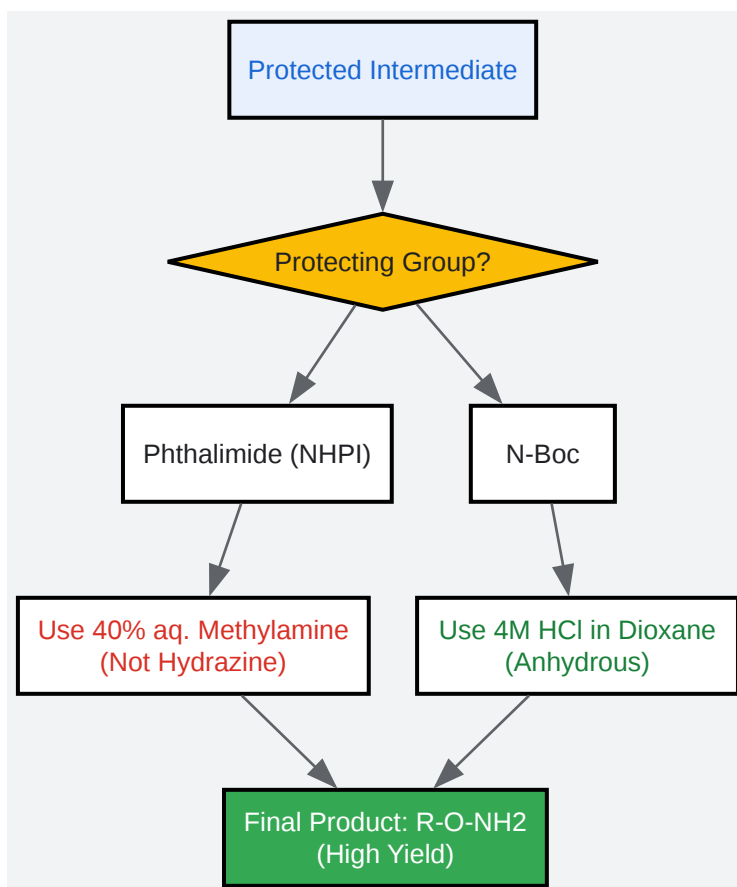 Protected Intermediate
Protecting Group?
Phthalimide (NHPI)
N-Boc
Use 40% aq. Methylamine
(Not Hydrazine)
Use 4M HCl in Dioxane
(Anhydrous)
Final Product: R-O-NH2
(High Yield)